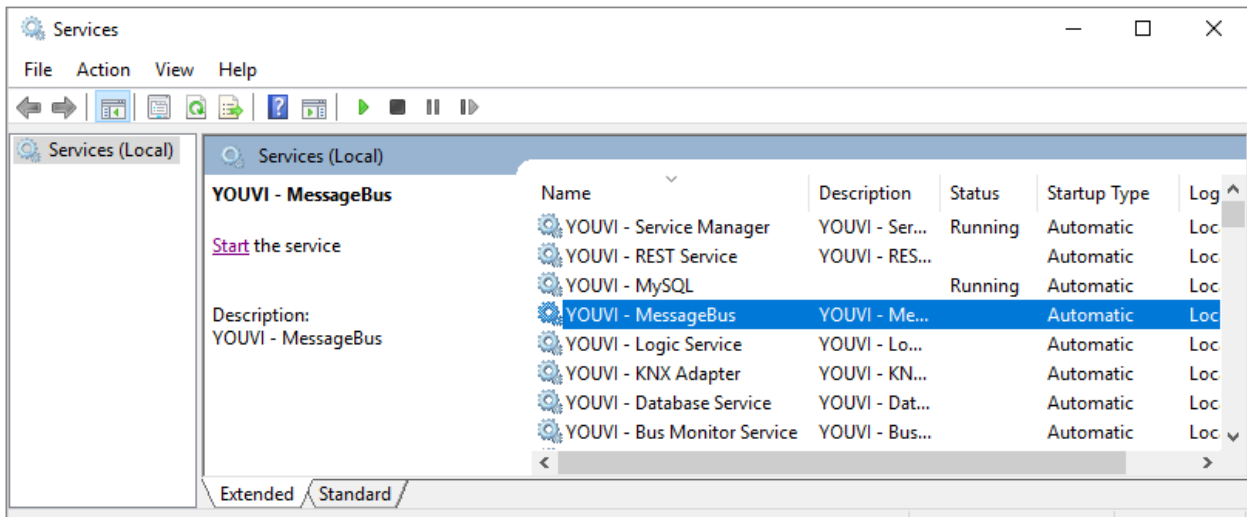 Services
File Action View Help
Services (Local)
Services (Local)
YOUVI - MessageBus
Start the service
Description:
YOUVI - MessageBus
Name Description Status Startup Type Log
YOUVI - Service Manager YOUVI - Ser... Running Automatic Loc
YOUVI - REST Service YOUVI - RES... Automatic Loc
YOUVI - MySQL Running Automatic Loc
YOUVI - MessageBus YOUVI - Me... Automatic Loc
YOUVI - Logic Service YOUVI - Lo... Automatic Loc
YOUVI - KNX Adapter YOUVI - KN... Automatic Loc
YOUVI - Database Service YOUVI - Dat... Automatic Loc
YOUVI - Bus Monitor Service YOUVI - Bus... Automatic Loc
Extended Standard